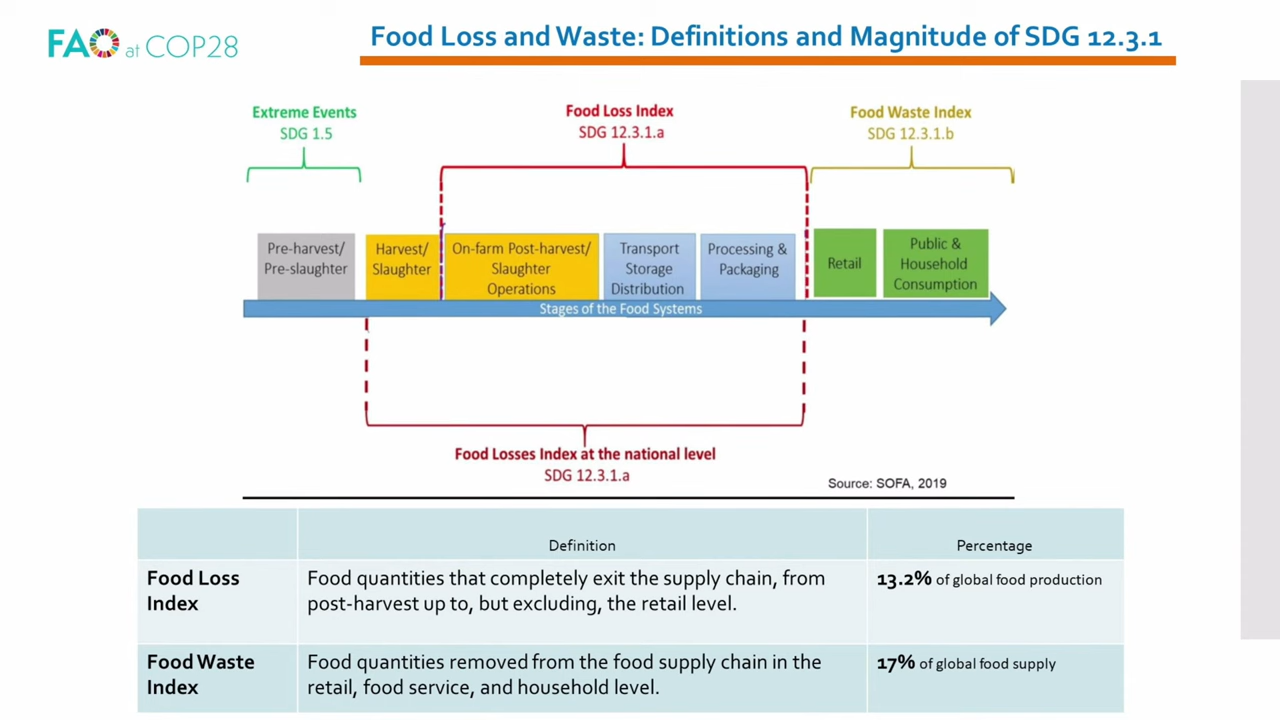 FAO at COP28
Food Loss and Waste: Definitions and Magnitude of SDG 12.3.1
Extreme Events
SDG 1.5
Food Loss Index
SDG 12.3.1.a
Food Waste Index
SDG 12.3.1.b
Pre-harvest/
Pre-slaughter
Harvest/
Slaughter
On-farm Post-harvest/
Slaughter
Operations
Transport
Storage
Distribution
Processing &
Packaging
Retail
Public &
Household
Consumption
Stages of the Food Systems
Food Losses Index at the national level
SDG 12.3.1.a
Source: SOFA, 2019
Definition
Percentage
Food Loss
Index
Food quantities that completely exit the supply chain, from
post-harvest up to, but excluding, the retail level.
13.2% of global food production
Food Waste
Index
Food quantities removed from the food supply chain in the
retail, food service, and household level.
17% of global food supply